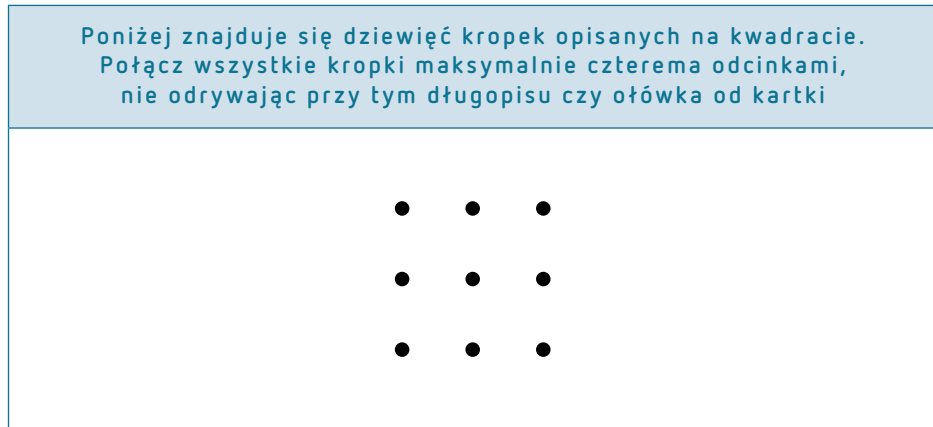 Poniżej znajduje się dziewięć kropek opisanych na kwadracie.
Połącz wszystkie kropki maksymalnie czterema odcinkami,
nie odrywając przy tym długopisu czy ołówka od kartki